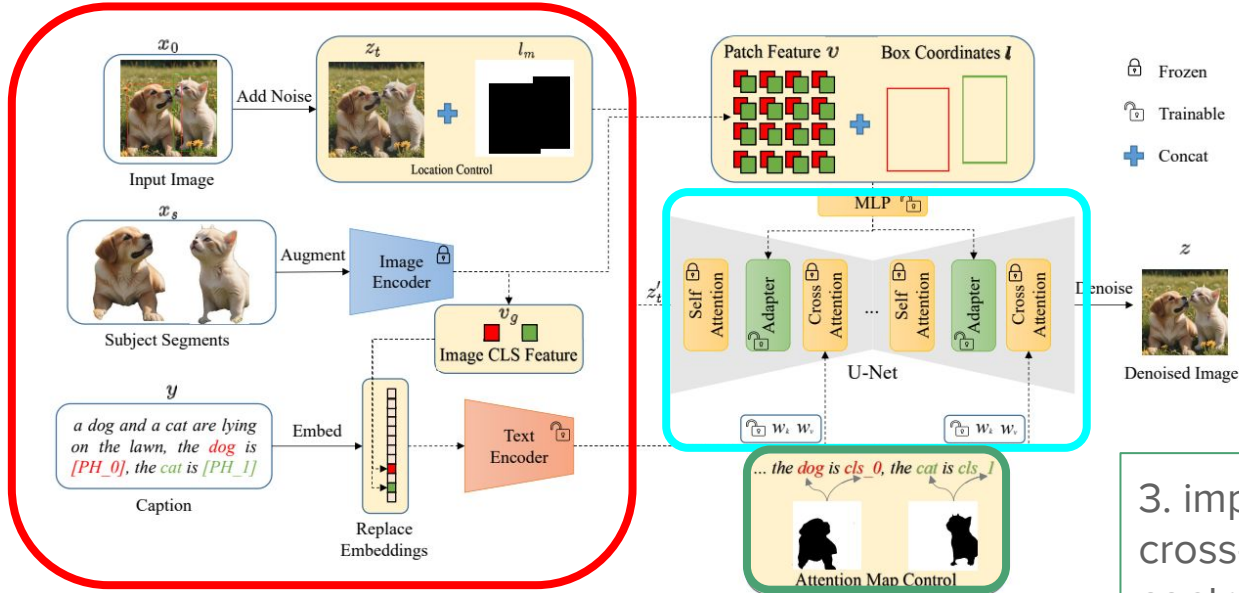 x₀
Input Image
Add Noise
zₜ
lₘ
Location Control
xₛ
Subject Segments
Augment
Image
Encoder
v_g
Image CLS Feature
y
a dog and a cat are lying
on the lawn, the dog is
[PH_0], the cat is [PH_1]
Caption
Embed
Replace
Embeddings
Text
Encoder
Patch Feature v
Box Coordinates l
MLP
z′ₜ
Self
Attention
Adapter
Cross
Attention
...
Self
Attention
Adapter
Cross
Attention
U-Net
Wₖ Wᵥ
Wₖ Wᵥ
... the dog is cls_0, the cat is cls_1
Attention Map Control
Frozen
Trainable
Concat
Denoise
z
Denoised Image
3. imp
cross